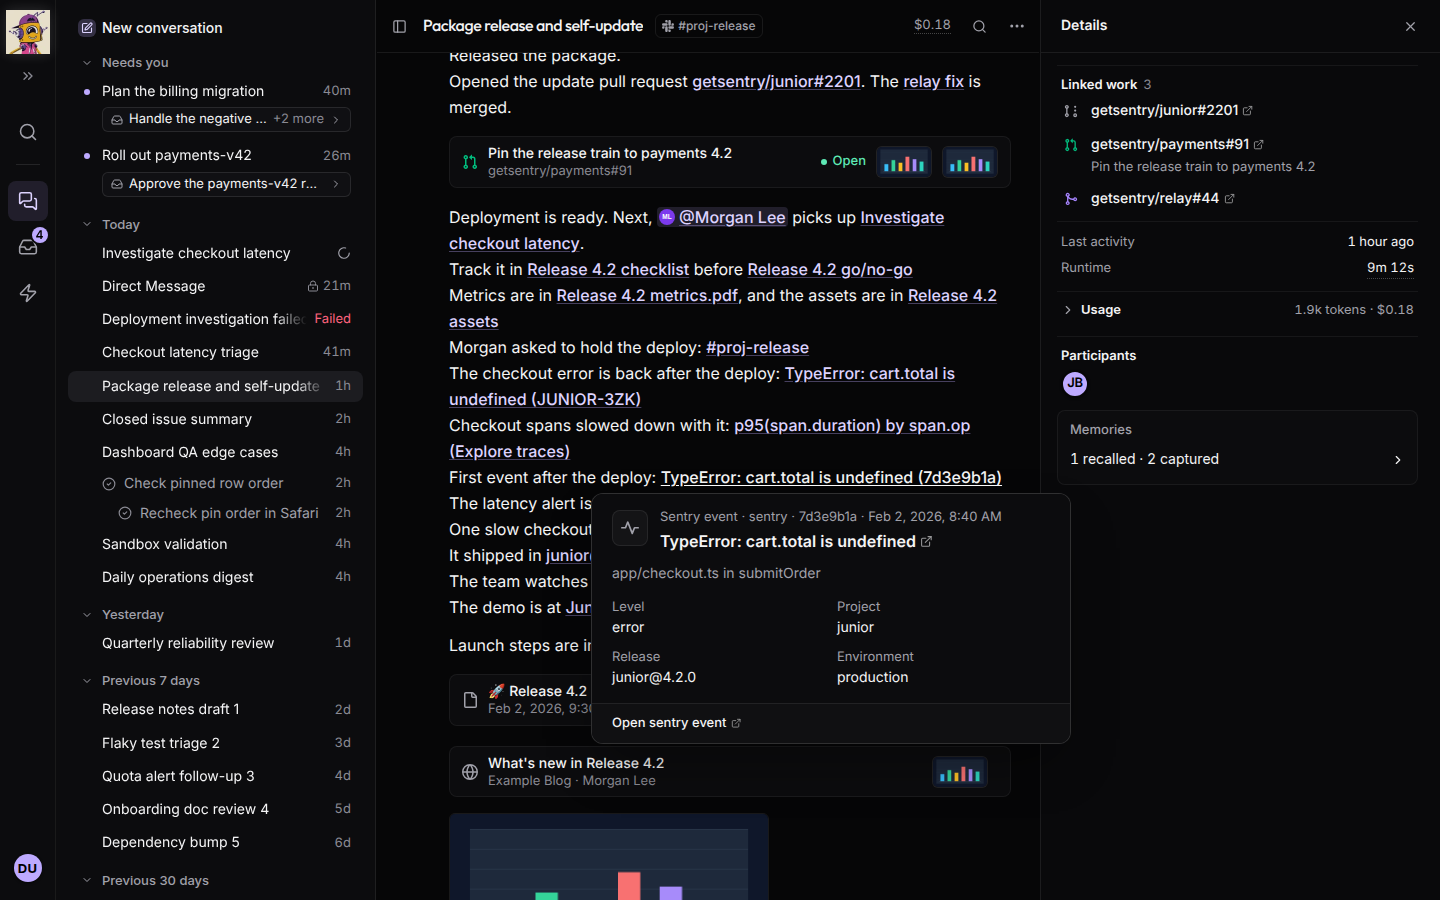 New conversation
Needs you
Plan the billing migration 40m
Handle the negative ... +2 more
Roll out payments-v42 26m
Approve the payments-v42 r...
Today
Investigate checkout latency
Direct Message 21m
Deployment investigation failed Failed
Checkout latency triage 41m
Package release and self-update 1h
Closed issue summary 2h
Dashboard QA edge cases 4h
Check pinned row order 2h
Recheck pin order in Safari 2h
Sandbox validation 4h
Daily operations digest 4h
Yesterday
Quarterly reliability review 1d
Previous 7 days
Release notes draft 1 2d
Flaky test triage 2 3d
Quota alert follow-up 3 4d
Onboarding doc review 4 5d
Dependency bump 5 6d
Previous 30 days
4
DU
Package release and self-update #proj-release $0.18
Released the package.
Opened the update pull request getsentry/junior#2201. The relay fix is
merged.
Pin the release train to payments 4.2
getsentry/payments#91
Open
Deployment is ready. Next, ML @Morgan Lee picks up Investigate
checkout latency.
Track it in Release 4.2 checklist before Release 4.2 go/no-go
Metrics are in Release 4.2 metrics.pdf, and the assets are in Release 4.2
assets
Morgan asked to hold the deploy: #proj-release
The checkout error is back after the deploy: TypeError: cart.total is
undefined (JUNIOR-3ZK)
Checkout spans slowed down with it: p95(span.duration) by span.op
(Explore traces)
First event after the deploy: TypeError: cart.total is undefined (7d3e9b1a)
The latency alert is
One slow checkout
It shipped in junior
The team watches
The demo is at Jun
Launch steps are in
🚀 Release 4.2
Feb 2, 2026, 9:30
What's new in Release 4.2
Example Blog · Morgan Lee
Sentry event · sentry · 7d3e9b1a · Feb 2, 2026, 8:40 AM
TypeError: cart.total is undefined
app/checkout.ts in submitOrder
Level Project
error junior
Release Environment
junior@4.2.0 production
Open sentry event
Details
Linked work 3
getsentry/junior#2201
getsentry/payments#91
Pin the release train to payments 4.2
getsentry/relay#44
Last activity 1 hour ago
Runtime 9m 12s
Usage 1.9k tokens · $0.18
Participants
JB
Memories
1 recalled · 2 captured